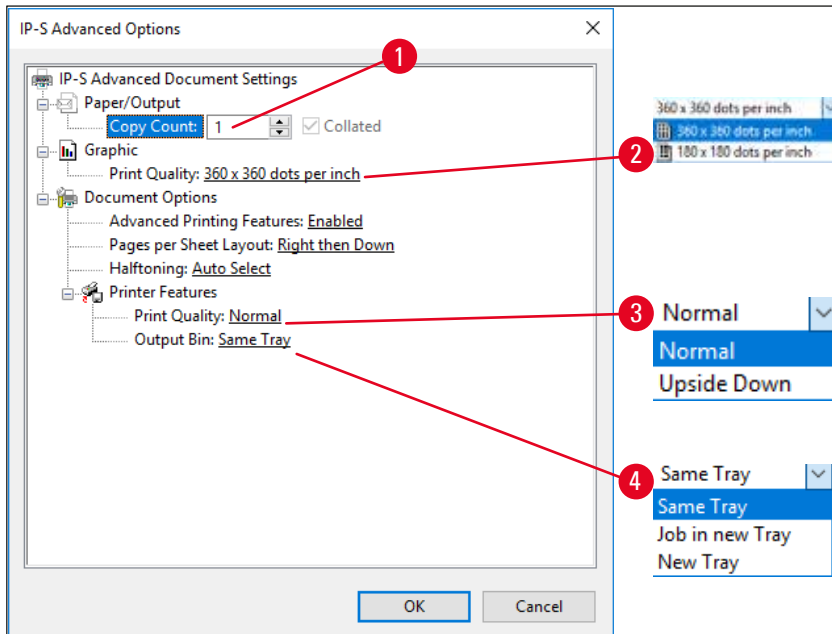 IP-S Advanced Options
1
IP-S Advanced Document Settings
Paper/Output
Copy Count: 1 Collated
Graphic
Print Quality: 360 x 360 dots per inch
Document Options
Advanced Printing Features: Enabled
Pages per Sheet Layout: Right then Down
Halftoning: Auto Select
Printer Features
Print Quality: Normal
Output Bin: Same Tray
OK Cancel
2
360 x 360 dots per inch
360 x 360 dots per inch
180 x 180 dots per inch
3
Normal
Normal
Upside Down
4
Same Tray
Same Tray
Job in new Tray
New Tray